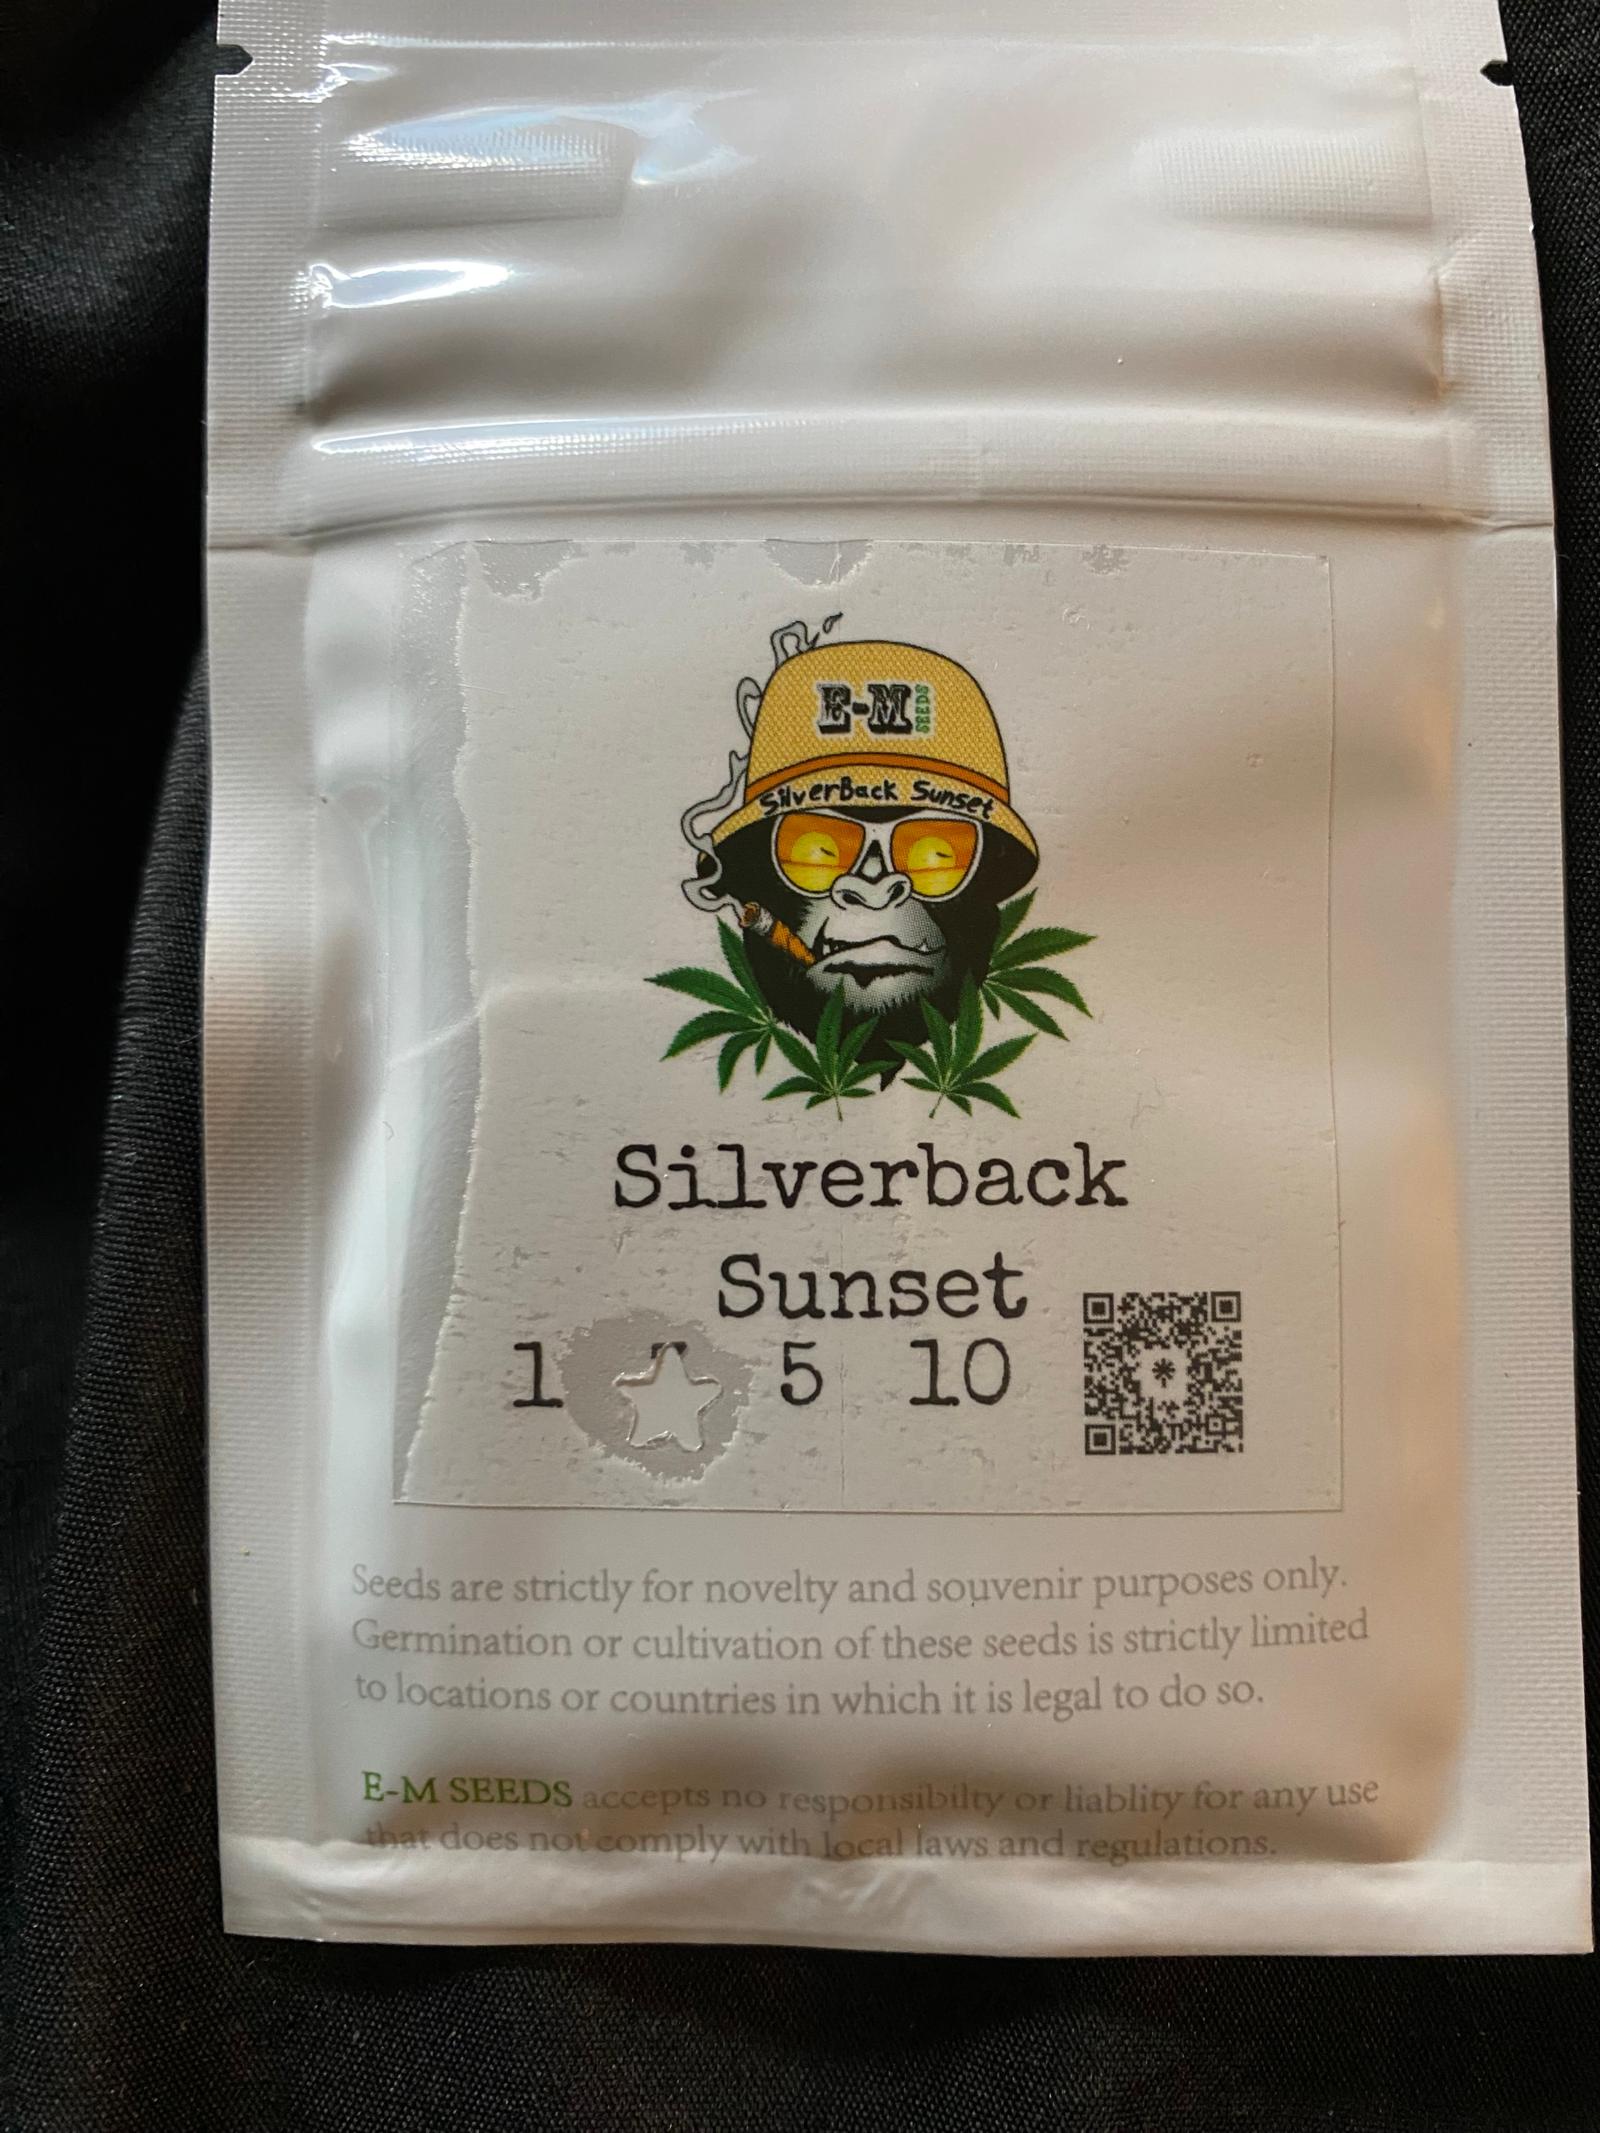 E-M SEEDS
SilverBack Sunset
Silverback
Sunset
1 5 10
Seeds are strictly for novelty and souvenir purposes only.
Germination or cultivation of these seeds is strictly limited
to locations or countries in which it is legal to do so.
E-M SEEDS accepts no responsibilty or liablity for any use
that does not comply with local laws and regulations.